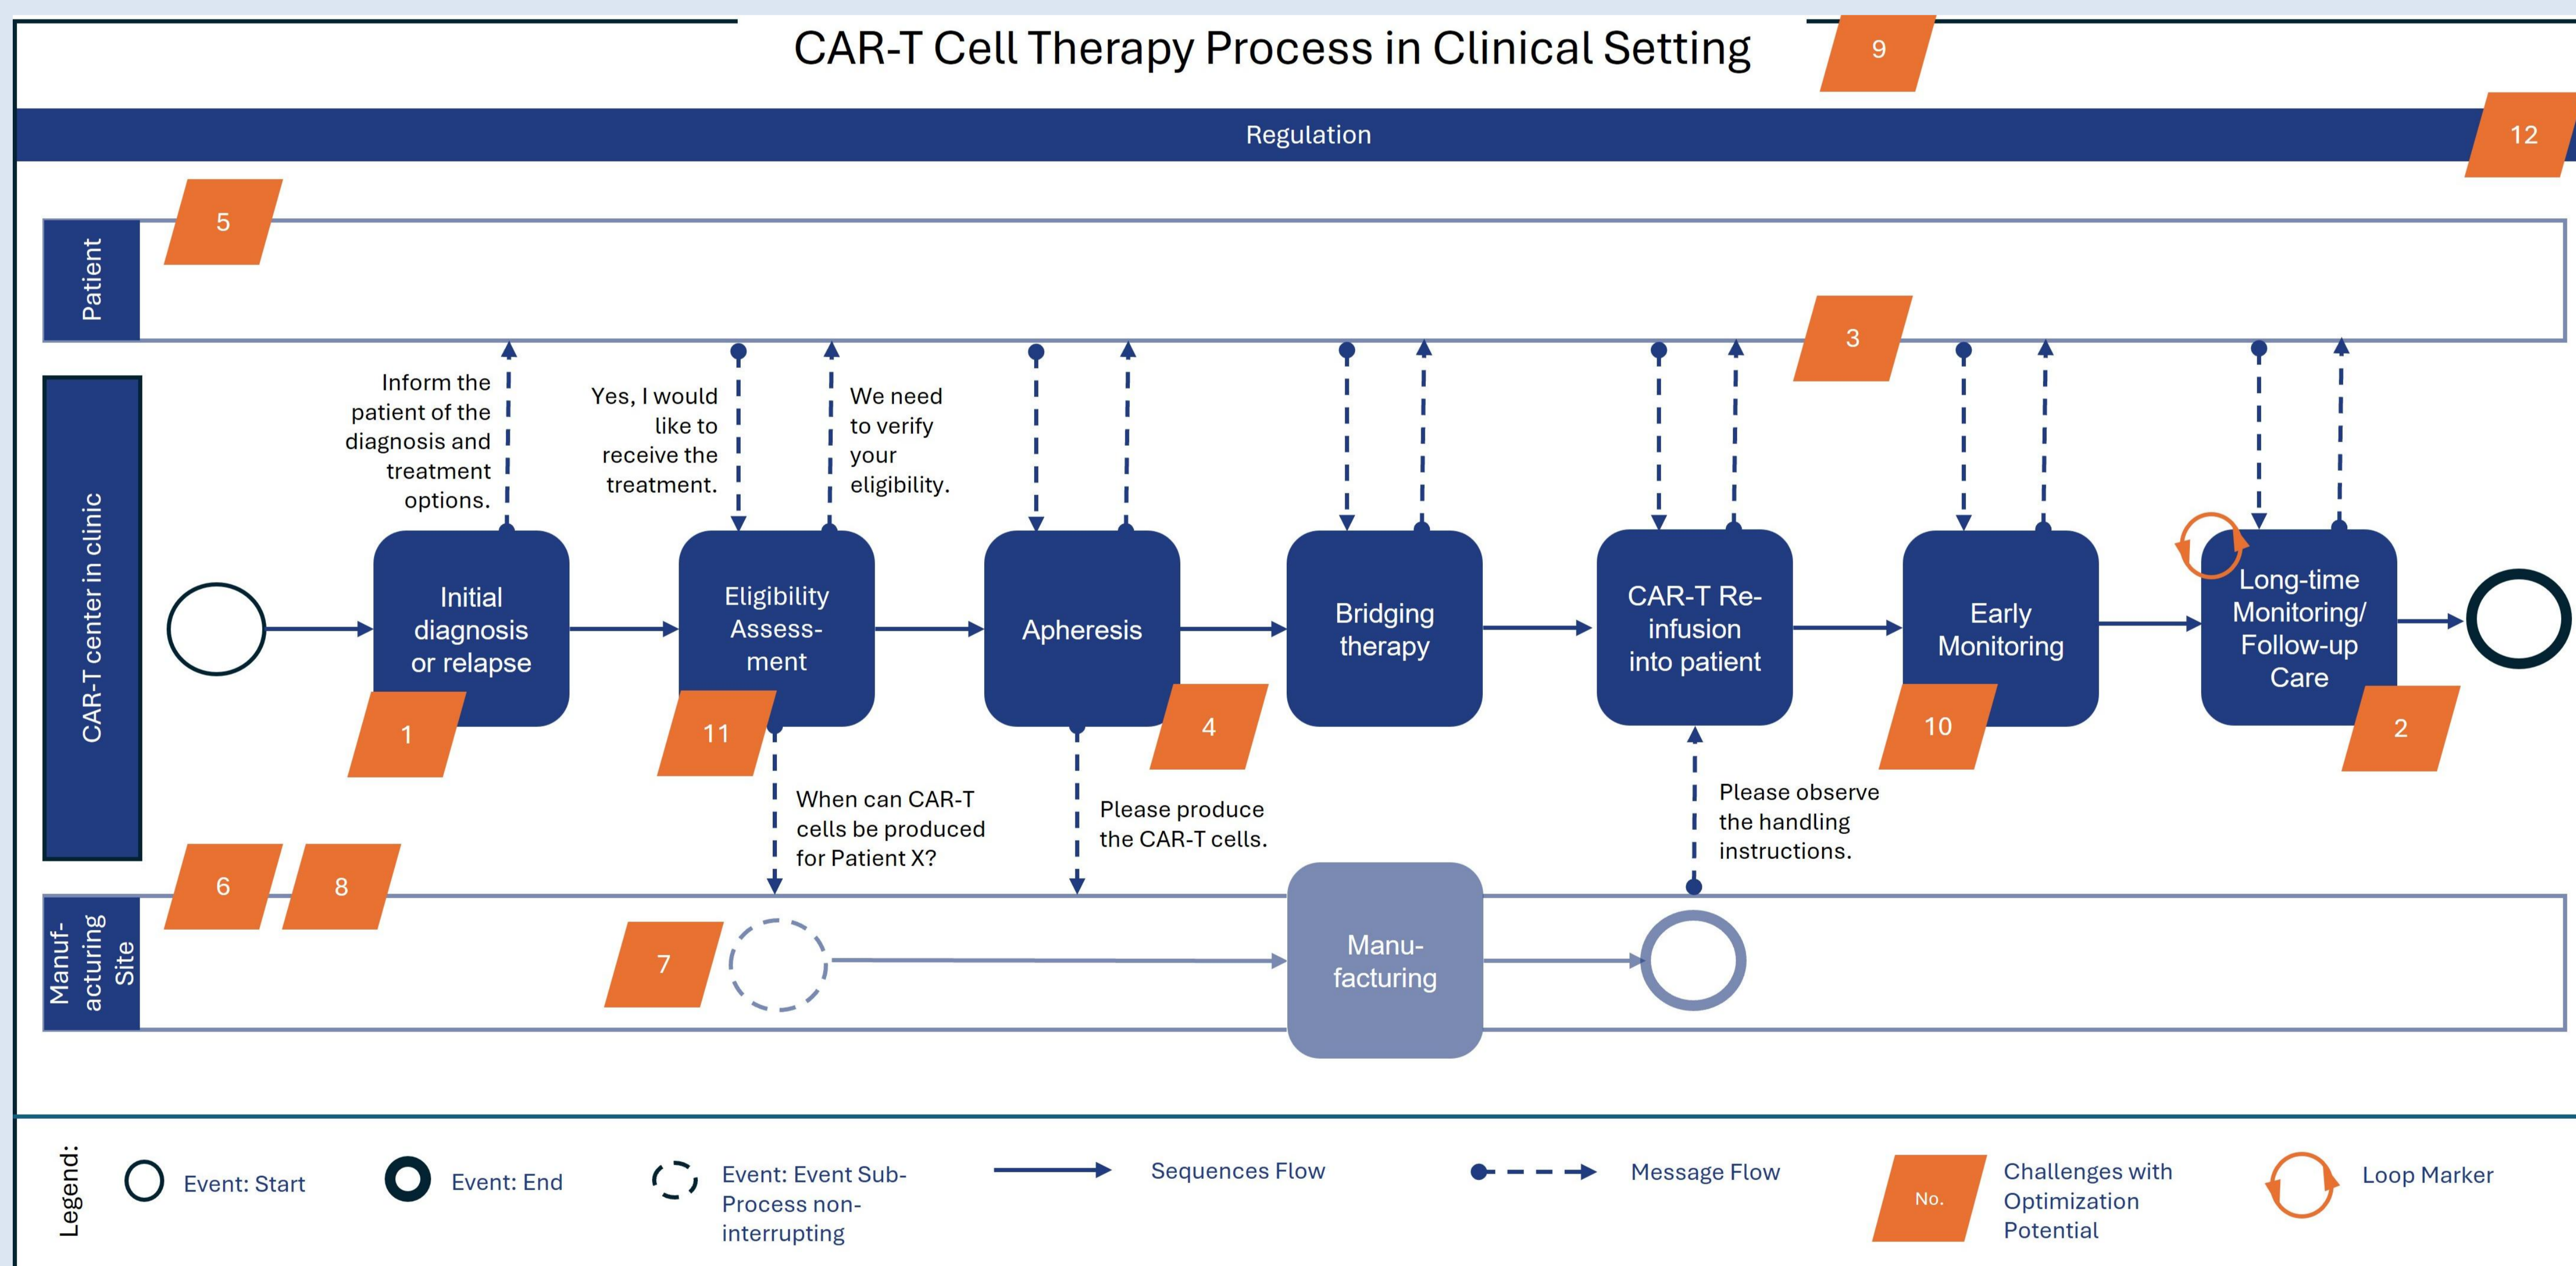 CAR-T Cell Therapy Process in Clinical Setting
9
Regulation
12
5
Patient
3
Inform the
patient of the
diagnosis and
treatment
options.
Yes, I would
like to
receive the
treatment.
We need
to verify
your
eligibility.
CAR-T center in clinic
Initial
diagnosis
or relapse
Eligibility
Assess-
ment
Apheresis
Bridging
therapy
CAR-T Re-
infusion
into patient
Early
Monitoring
Long-time
Monitoring/
Follow-up
Care
1
11
4
10
2
When can CAR-T
cells be produced
for Patient X?
Please produce
the CAR-T cells.
Please observe
the handling
instructions.
6
8
Manuf-
acturing
Site
7
Manu-
facturing
Legend:
Event: Start
Event: End
Event: Event Sub-
Process non-
interrupting
Sequences Flow
Message Flow
No.
Challenges with
Optimization
Potential
Loop Marker